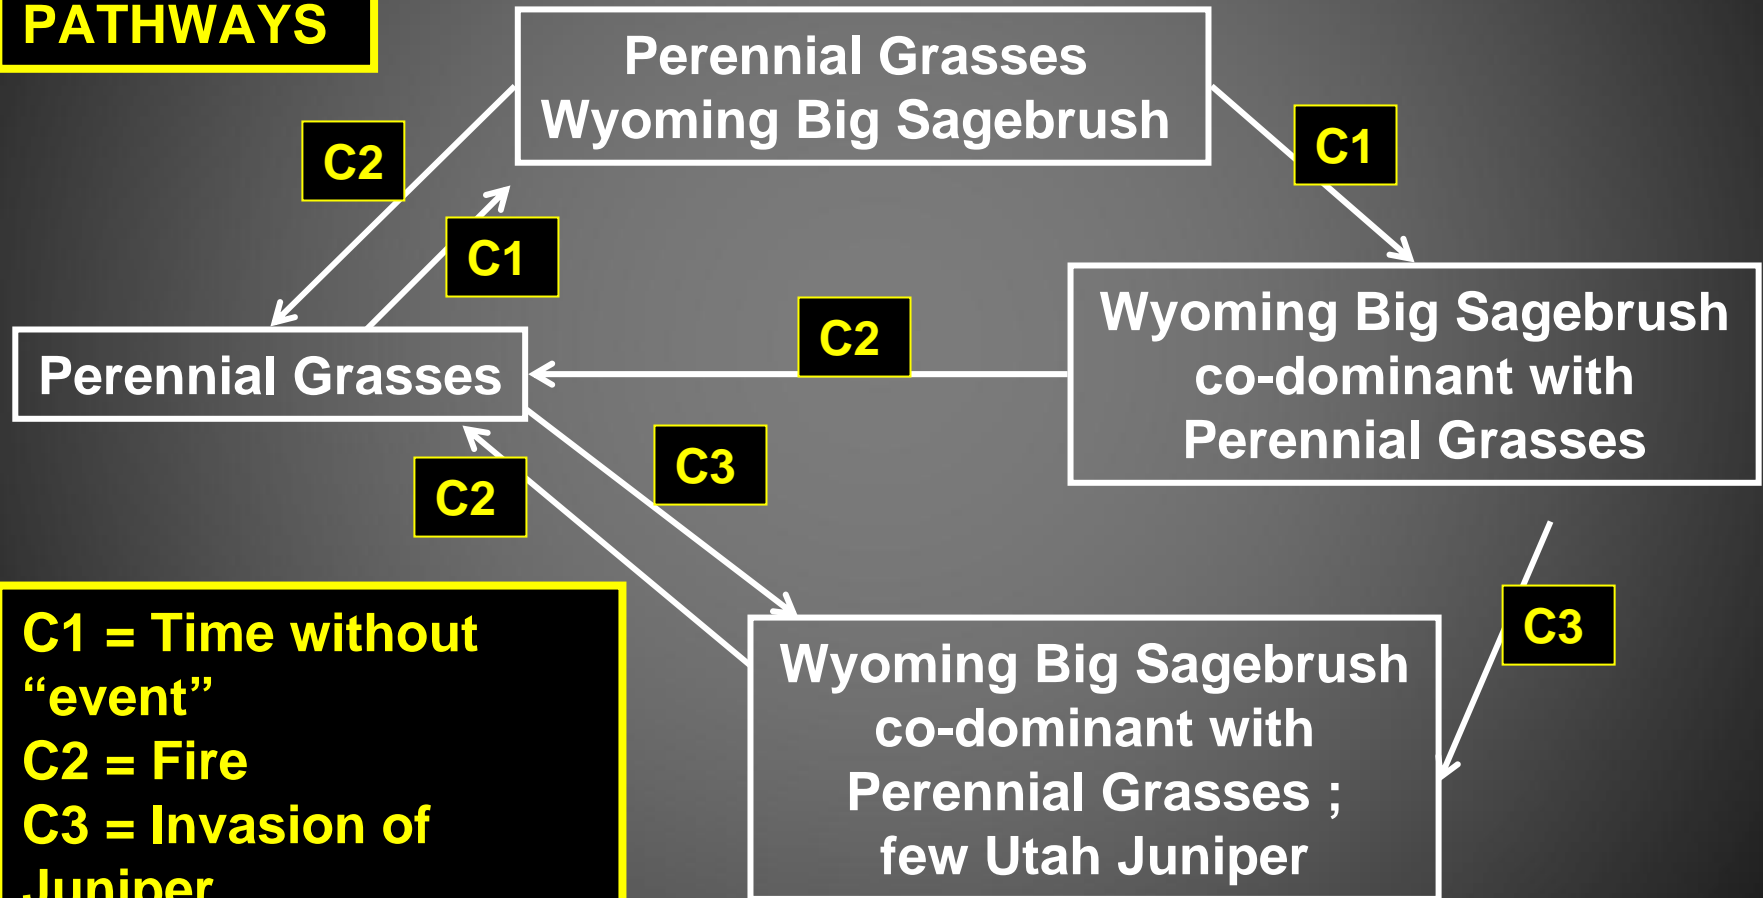 PATHWAYS
Perennial Grasses
Wyoming Big Sagebrush
C2
C1
C1
Perennial Grasses
C2
Wyoming Big Sagebrush
co-dominant with
Perennial Grasses
C2
C3
C3
Wyoming Big Sagebrush
co-dominant with
Perennial Grasses ;
few Utah Juniper
C1 = Time without
“event”
C2 = Fire
C3 = Invasion of
Juniper